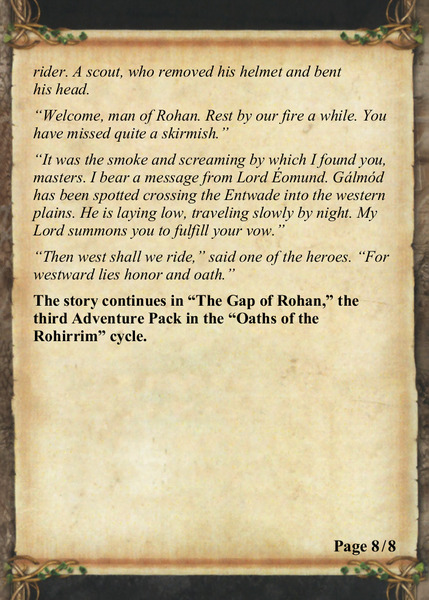 rider. A scout, who removed his helmet and bent
his head.
“Welcome, man of Rohan. Rest by our fire a while. You
have missed quite a skirmish.”
“It was the smoke and screaming by which I found you,
masters. I bear a message from Lord Éomund. Gálmód
has been spotted crossing the Entwade into the western
plains. He is laying low, traveling slowly by night. My
Lord summons you to fulfill your vow.”
“Then west shall we ride,” said one of the heroes. “For
westward lies honor and oath.”
The story continues in “The Gap of Rohan,” the
third Adventure Pack in the “Oaths of the
Rohirrim” cycle.
Page 8/8